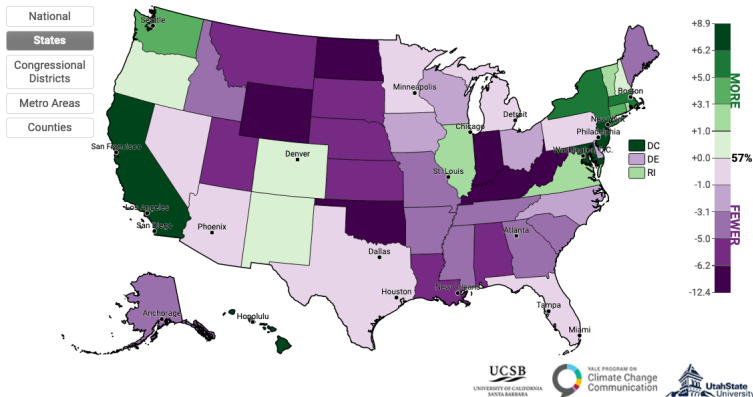 National
States
Congressional
Districts
Metro Areas
Counties
Seattle
Minneapolis
Boston
Detroit
New York
Chicago
Philadelphia
San Francisco
Denver
Washington D.C.
St. Louis
Los Angeles
San Diego
Phoenix
Atlanta
Dallas
Houston
New Orleans
Tampa
Miami
Anchorage
Honolulu
DC
DE
RI
+8.9
+6.2
+5.0
+3.1
+1.0
+0.0
57%
-1.0
-3.1
-5.0
-6.2
-12.4
MORE
FEWER
UCSB
UNIVERSITY OF CALIFORNIA
SANTA BARBARA
YALE PROGRAM ON
Climate Change
Communication
UtahState
University